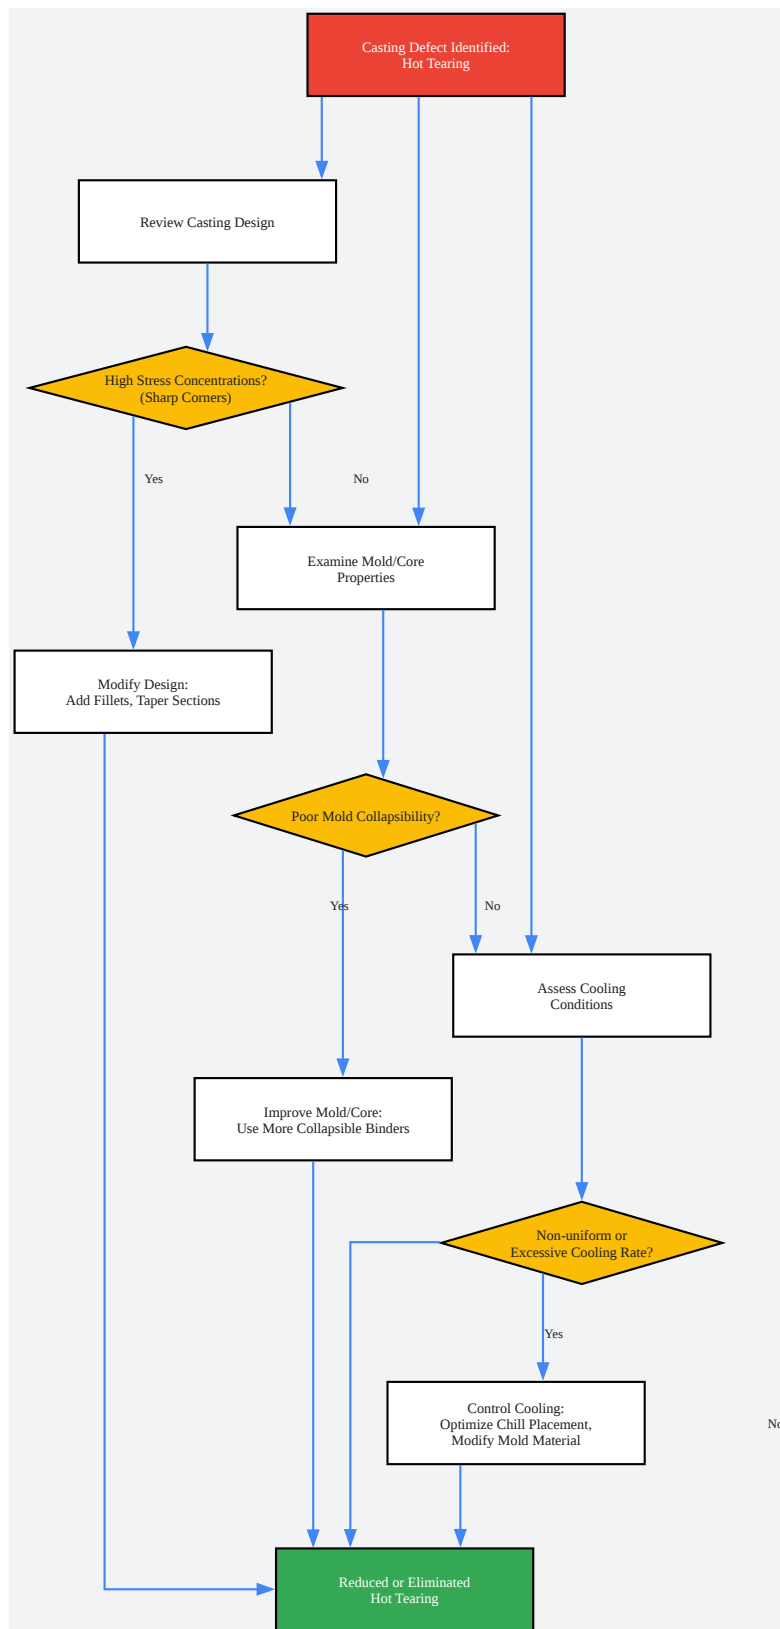 Casting Defect Identified:
Hot Tearing
Review Casting Design
High Stress Concentrations?
(Sharp Corners)
Yes
No
Examine Mold/Core
Properties
Modify Design:
Add Fillets, Taper Sections
Poor Mold Collapsibility?
Yes
No
Assess Cooling
Conditions
Improve Mold/Core:
Use More Collapsible Binders
Non-uniform or
Excessive Cooling Rate?
Yes
Control Cooling:
Optimize Chill Placement,
Modify Mold Material
No
Reduced or Eliminated
Hot Tearing